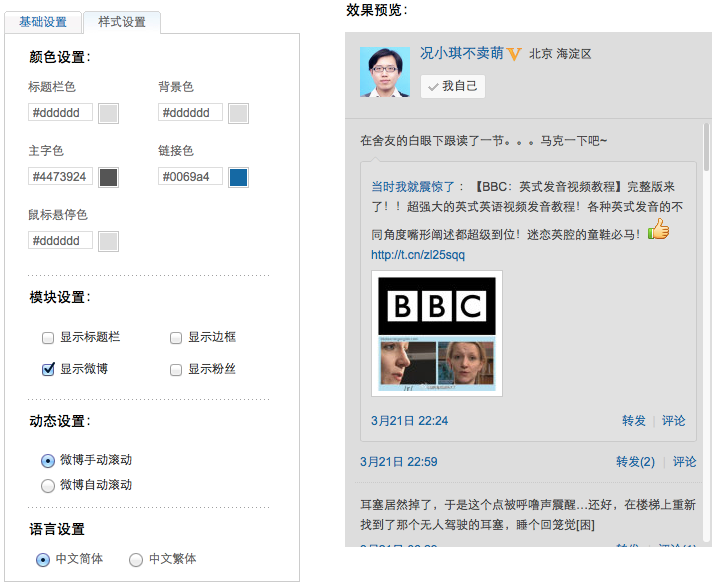 基础设置
样式设置
颜色设置：
标题栏色
背景色
#dddddd
#dddddd
主字色
链接色
#4473924
#0069a4
鼠标悬停色
#dddddd
模块设置：
显示标题栏
显示边框
显示微博
显示粉丝
动态设置：
微博手动滚动
微博自动滚动
语言设置
中文简体
中文繁体
效果预览：
况小琪不卖萌 北京 海淀区
我自己
在舍友的白眼下跟读了一节。。。马克一下吧~
当时我就震惊了：【BBC：英式发音视频教程】完整版来
了！！超强大的英式英语视频发音教程！各种英式发音的不
同角度嘴形阐述都超级到位！迷恋英腔的童鞋必马！
http://t.cn/zl25sqq
BBC
3月21日 22:24
转发 | 评论
3月21日 22:59
转发(2) | 评论
耳塞居然掉了，于是这个点被呼噜声震醒...还好，在楼梯上重新
找到了那个无人驾驶的耳塞，睡个回笼觉[困]